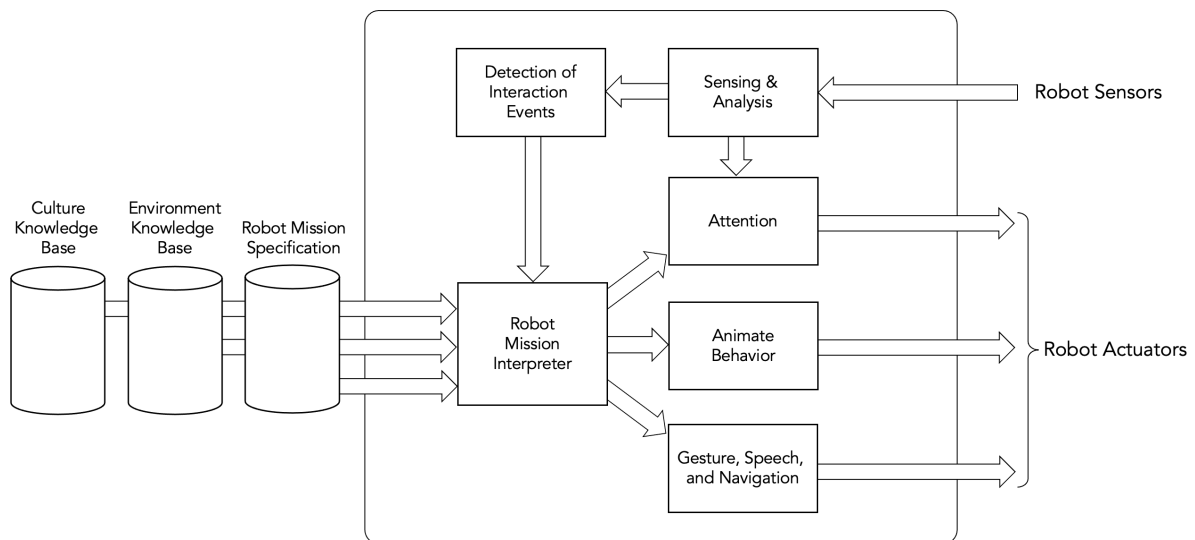 Detection of
Interaction
Events
Sensing &
Analysis
Robot Sensors
Culture
Knowledge
Base
Environment
Knowledge
Base
Robot Mission
Specification
Attention
Robot
Mission
Interpreter
Animate
Behavior
Robot Actuators
Gesture, Speech,
and Navigation